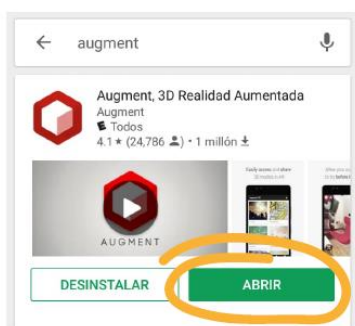 augment
Augment, 3D Realidad Aumentada
Augment
Todos
4.1★ (24,786 ) • 1 millón
AUGMENT
DESINSTALAR
ABRIR